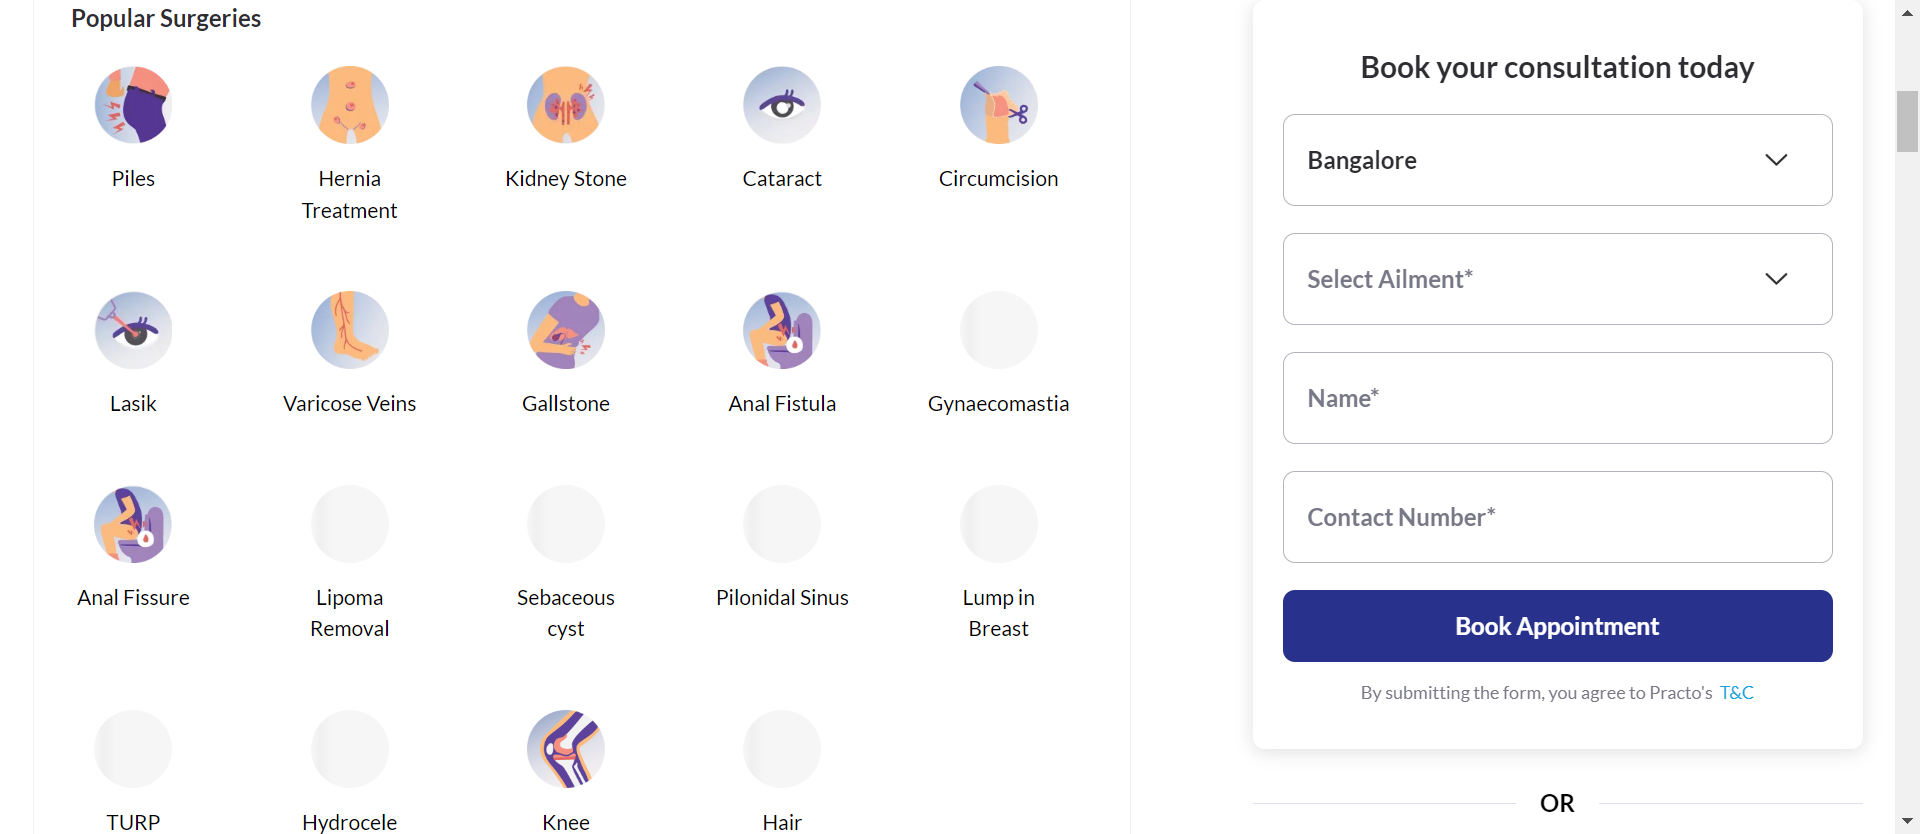 Popular Surgeries
Piles
Hernia
Treatment
Kidney Stone
Cataract
Circumcision
Lasik
Varicose Veins
Gallstone
Anal Fistula
Gynaecomastia
Anal Fissure
Lipoma
Removal
Sebaceous
cyst
Pilonidal Sinus
Lump in
Breast
TURP
Hydrocele
Knee
Hair
Book your consultation today
Bangalore
Select Ailment*
Name*
Contact Number*
Book Appointment
By submitting the form, you agree to Practo's T&C
OR